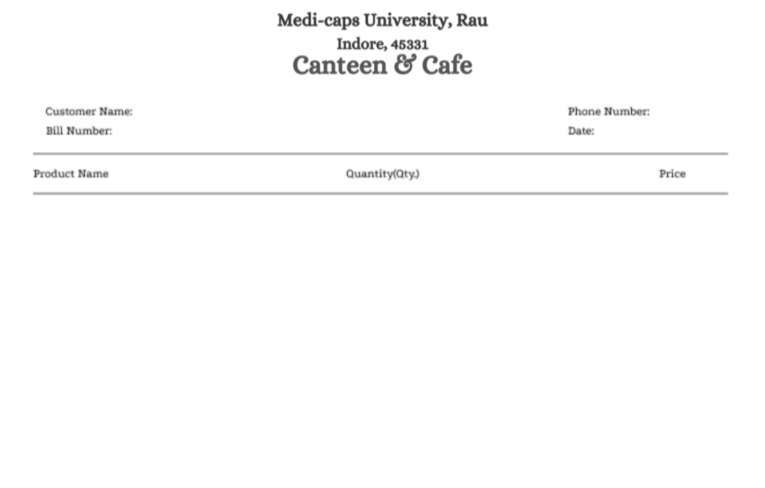 Medi-caps University, Rau
Indore, 45331
Canteen & Cafe
Customer Name: Phone Number:
Bill Number: Date:
Product Name Quantity(Qty.) Price